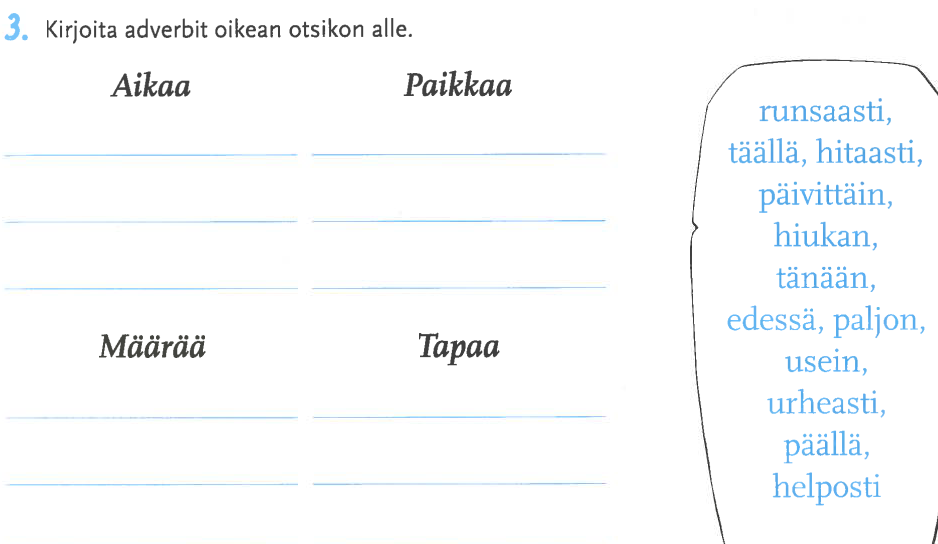 3. Kirjoita adverbit oikean otsikon alle.
Aikaa
Paikkaa
Määrää
Tapaa
runsaasti,
täällä, hitaasti,
päivittäin,
hiukan,
tänään,
edessä, paljon,
usein,
urheasti,
päällä,
helposti